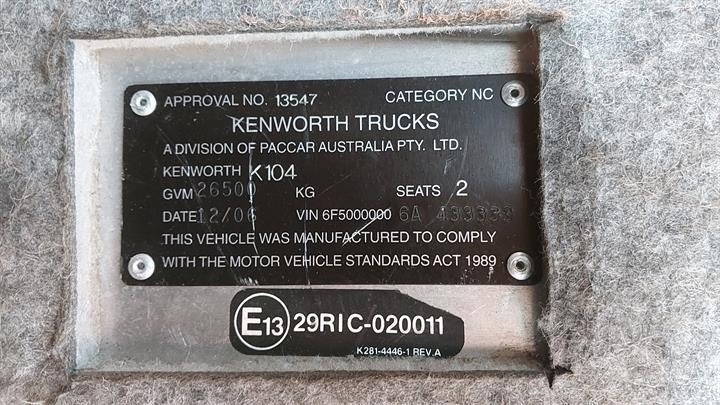 APPROVAL NO. 13547 CATEGORY NC
KENWORTH TRUCKS
A DIVISION OF PACCAR AUSTRALIA PTY. LTD.
KENWORTH K104
GVM 26500 KG SEATS 2
DATE 12/06 VIN 6F5000000 6A 433332
THIS VEHICLE WAS MANUFACTURED TO COMPLY
WITH THE MOTOR VEHICLE STANDARDS ACT 1989
E13 29RIC-020011
K281-4446-1 REV.A